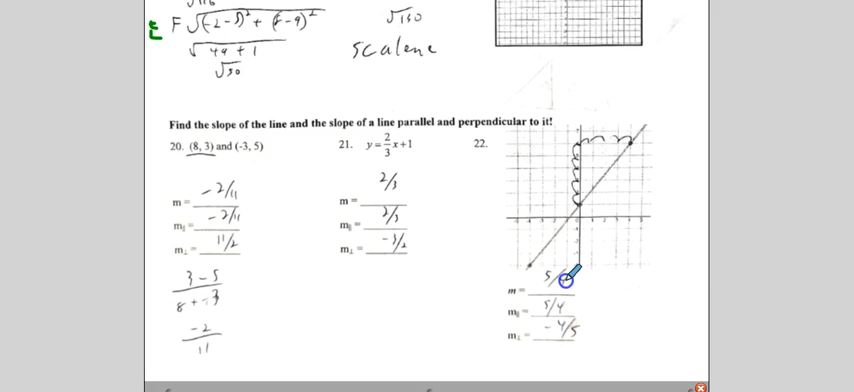 F √(-2-5)² + (8-9)²
√130
√49+1
scalene
√50
Find the slope of the line and the slope of a line parallel and perpendicular to it!
20. (8, 3) and (-3, 5)
21. y=2/3x+1
22.
m = -2/11
m∥ = -2/11
m⊥ = 11/2
3-5
8+ +3
-2
11
m = 2/3
m∥ = 2/3
m⊥ = -3/2
m = 5/
m∥ = 5/4
m⊥ = -4/5